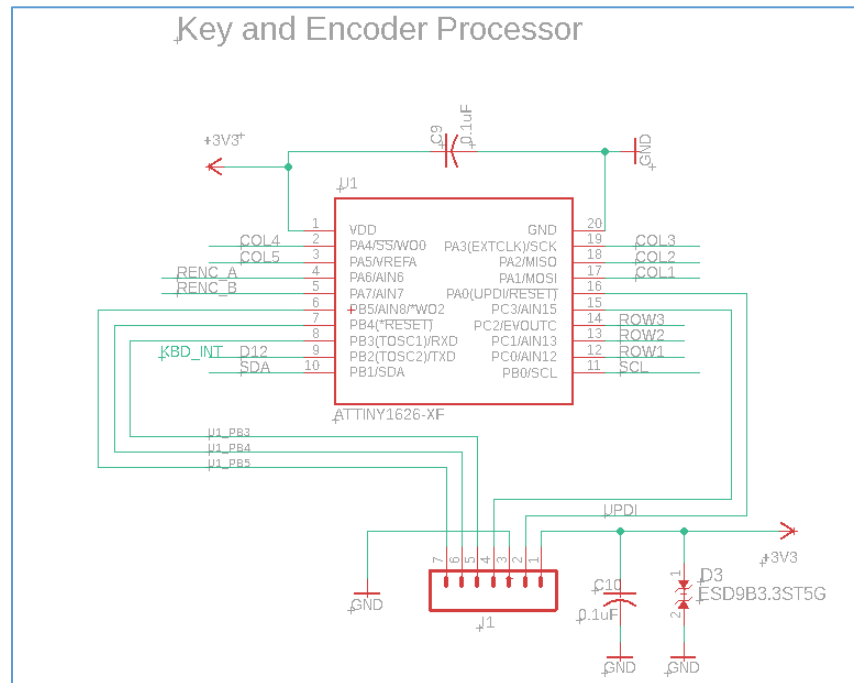 Key and Encoder Processor
+3V3
C9
0.1uF
GND
U1
1 VDD GND 20
COL4 2 PA4/SS/WO0 PA3(EXTCLK)/SCK 19 COL3
COL5 3 PA5/VREFA PA2/MISO 18 COL2
RENC_A 4 PA6/AIN6 PA1/MOSI 17 COL1
RENC_B 5 PA7/AIN7 PA0(UPDI/RESET) 16
6 PB5/AIN8/*WO2 PC3/AIN15 15
7 PB4(*RESET) PC2/EVOUTC 14 ROW3
8 PB3(TOSC1)/RXD PC1/AIN13 13 ROW2
KBD_INT D12 9 PB2(TOSC2)/TXD PC0/AIN12 12 ROW1
SDA 10 PB1/SDA PB0/SCL 11 SCL
ATTINY1626-XF
U1_PB3
U1_PB4
U1_PB5
UPDI
+3V3
7 6 5 4 3 2 1
GND
J1
C10
0.1uF
1
D3
ESD9B3.3ST5G
2
GND
GND